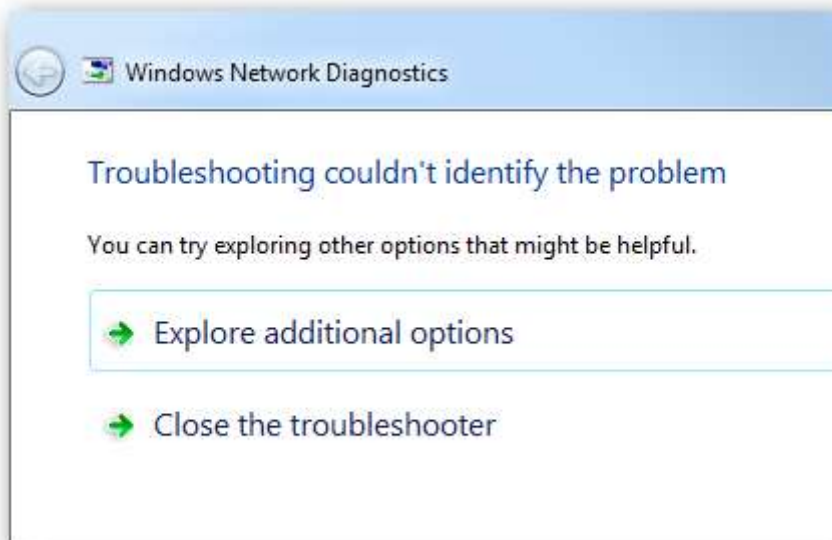 Windows Network Diagnostics
Troubleshooting couldn't identify the problem
You can try exploring other options that might be helpful.
Explore additional options
Close the troubleshooter